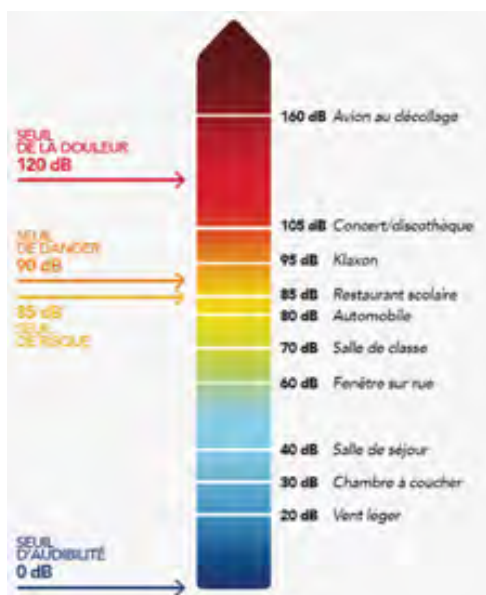 160 dB Avion au décollage
SEUIL
DE LA DOULEUR
120 dB
105 dB Concert/discothèque
SEUIL
DE DANGER
90 dB
95 dB Klaxon
85 dB Restaurant scolaire
85 dB
SEUIL
DE RISQUE
80 dB Automobile
70 dB Salle de classe
60 dB Fenêtre sur rue
40 dB Salle de séjour
30 dB Chambre à coucher
20 dB Vent léger
SEUIL
D'AUDIBILITÉ
0 dB